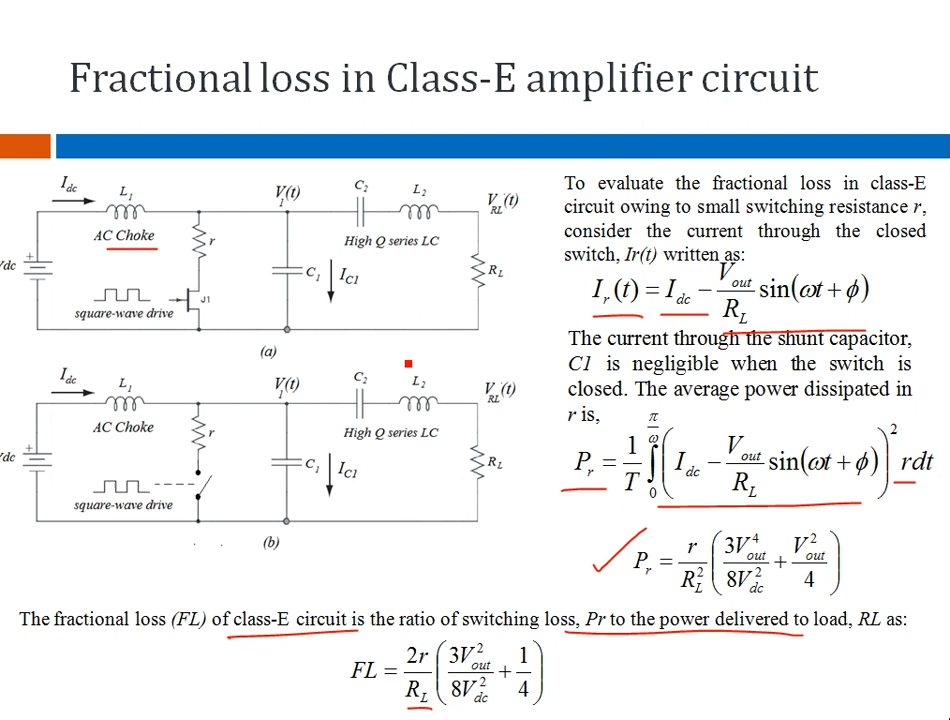 Fractional loss in Class-E amplifier circuit
I_dc
L_1
AC Choke
V_1(t)
C_2
L_2
V_RL(t)
High Q series LC
Vdc
+
r
J1
square-wave drive
C_1
I_C1
R_L
(a)
I_dc
L_1
AC Choke
V_1(t)
C_2
L_2
V_RL(t)
High Q series LC
Vdc
+
r
square-wave drive
C_1
I_C1
R_L
(b)
To evaluate the fractional loss in class-E
circuit owing to small switching resistance r,
consider the current through the closed
switch, Ir(t) written as:
I_r(t) = I_dc − V_out/R_L sin(ωt + ϕ)
The current through the shunt capacitor,
C1 is negligible when the switch is
closed. The average power dissipated in
r is,
P_r = 1/T ∫_0^{π/ω} (I_dc − V_out/R_L sin(ωt + ϕ))^2 rdt
P_r = r/R_L^2 (3V_out^4/8V_dc^2 + V_out^2/4)
The fractional loss (FL) of class-E circuit is the ratio of switching loss, Pr to the power delivered to load, RL as:
FL = 2r/R_L (3V_out^2/8V_dc^2 + 1/4)